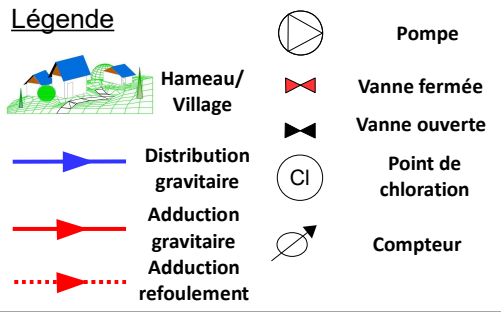 Légende
Hameau/
Village
Distribution
gravitaire
Adduction
gravitaire
Adduction
refoulement
Pompe
Vanne fermée
Vanne ouverte
Cl
Point de
chloration
Compteur